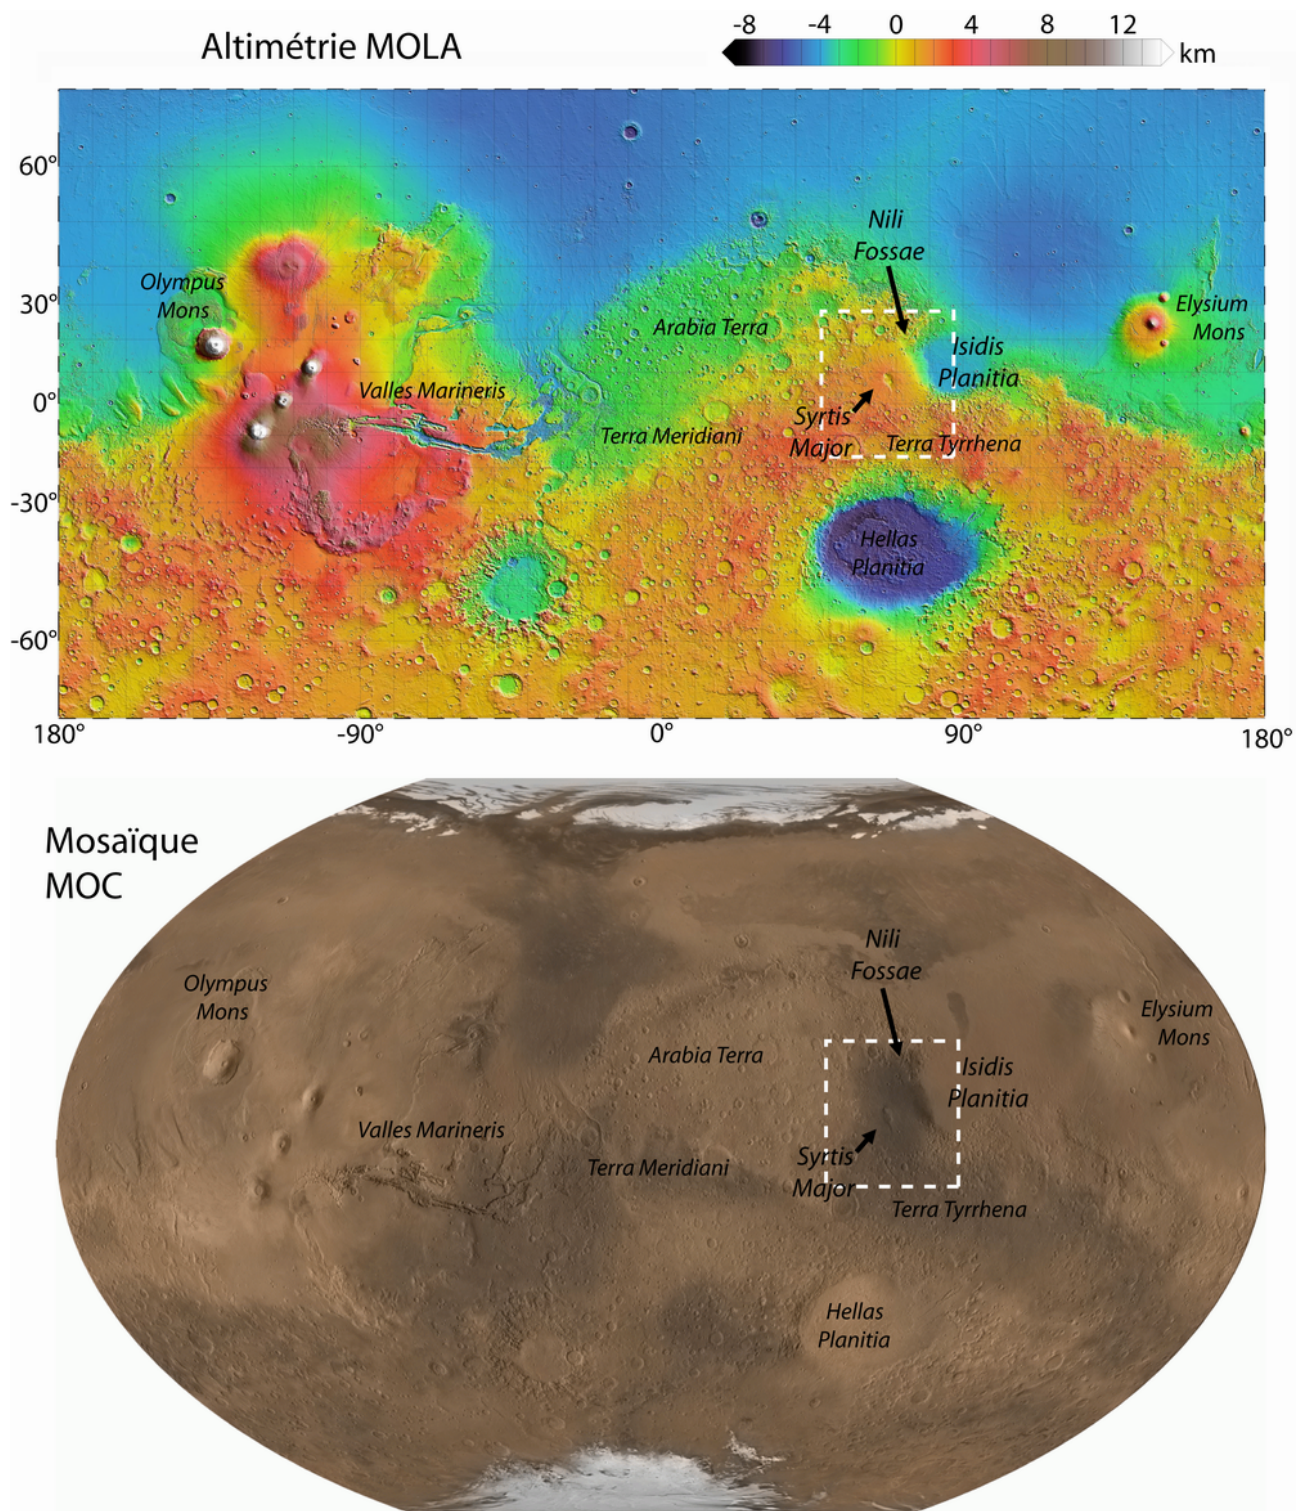 Altimétrie MOLA
-8 -4 0 4 8 12
km
60°
30°
0°
-30°
-60°
180° -90° 0° 90° 180°
Olympus
Mons
Valles Marineris
Arabia Terra
Terra Meridiani
Nili
Fossae
Isidis
Planitia
Syrtis
Major
Terra Tyrrhena
Elysium
Mons
Hellas
Planitia
Mosaïque
MOC
Olympus
Mons
Valles Marineris
Arabia Terra
Terra Meridiani
Nili
Fossae
Isidis
Planitia
Syrtis
Major
Terra Tyrrhena
Elysium
Mons
Hellas
Planitia